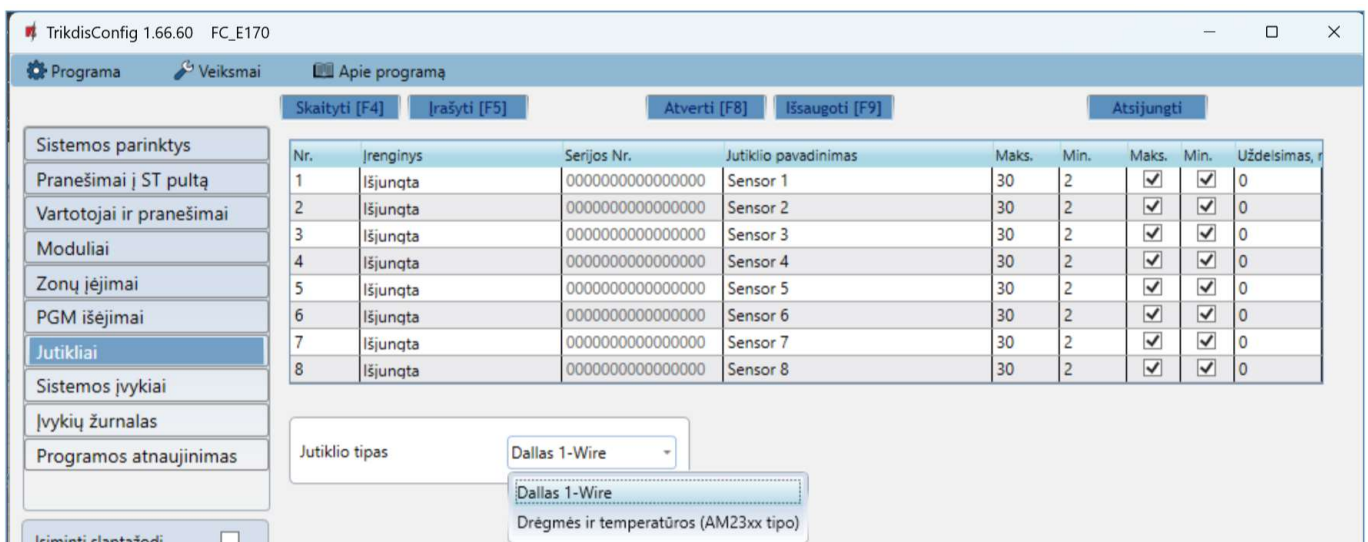 TrikdisConfig 1.66.60 FC_E170
Programa Veiksmai Apie programą
Skaityti [F4] Įrašyti [F5] Atverti [F8] Išsaugoti [F9] Atsijungti
Sistemos parinktys
Pranešimai į ST pultą
Vartotojai ir pranešimai
Moduliai
Zonų įėjimai
PGM išėjimai
Jutikliai
Sistemos įvykiai
Įvykių žurnalas
Programos atnaujinimas
Nr. Įrenginys Serijos Nr. Jutiklio pavadinimas Maks. Min. Maks. Min. Uždelsimas,
1 Išjungta 0000000000000000 Sensor 1 30 2 0
2 Išjungta 0000000000000000 Sensor 2 30 2 0
3 Išjungta 0000000000000000 Sensor 3 30 2 0
4 Išjungta 0000000000000000 Sensor 4 30 2 0
5 Išjungta 0000000000000000 Sensor 5 30 2 0
6 Išjungta 0000000000000000 Sensor 6 30 2 0
7 Išjungta 0000000000000000 Sensor 7 30 2 0
8 Išjungta 0000000000000000 Sensor 8 30 2 0
Jutiklio tipas Dallas 1-Wire
Dallas 1-Wire
Drėgmės ir temperatūros (AM23xx tipo)